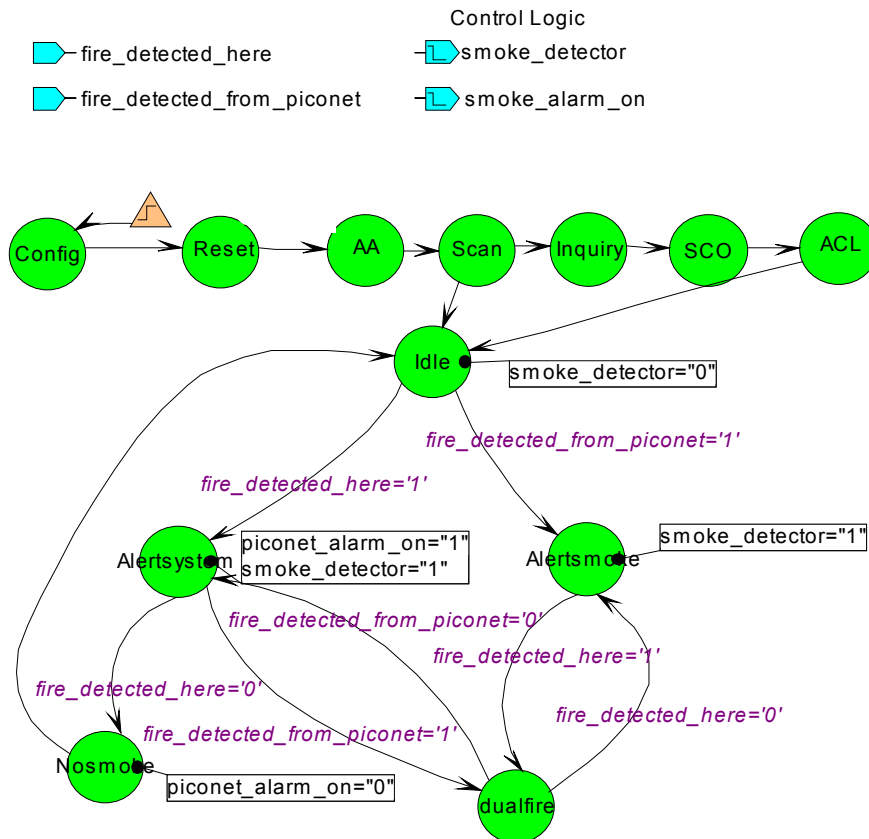 Control Logic
fire_detected_here
smoke_detector
fire_detected_from_piconet
smoke_alarm_on
Config
Reset
AA
Scan
Inquiry
SCO
ACL
Idle
smoke_detector="0"
fire_detected_from_piconet='1'
fire_detected_here='1'
piconet_alarm_on="1"
smoke_detector="1"
Alertsystem
smoke_detector="1"
Alertsmoke
fire_detected_from_piconet='0'
fire_detected_here='1'
fire_detected_here='0'
fire_detected_here='0'
fire_detected_from_piconet='1'
Nosmoke
piconet_alarm_on="0"
dualfire